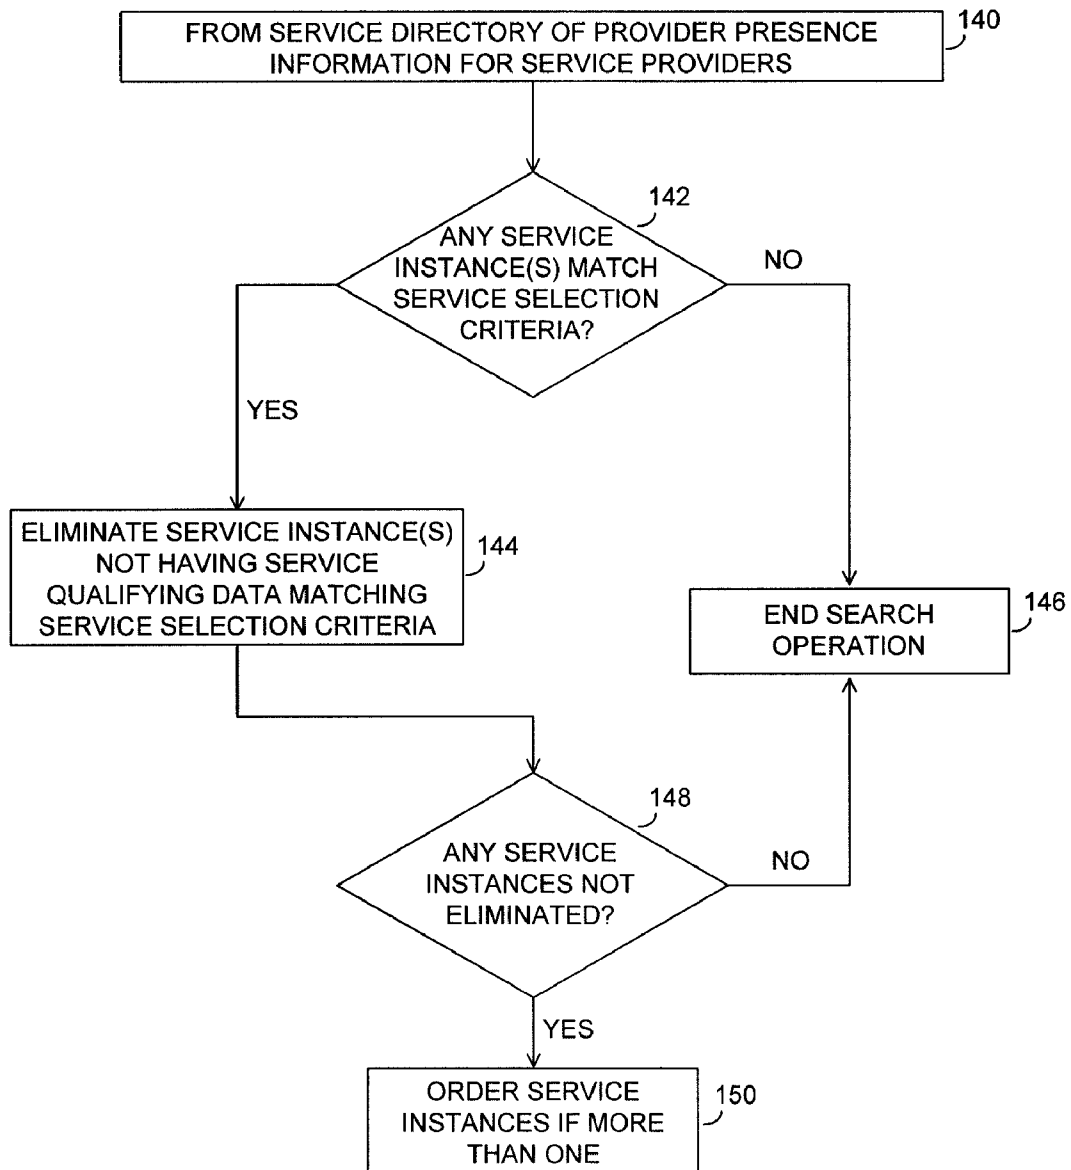 FROM SERVICE DIRECTORY OF PROVIDER PRESENCE
INFORMATION FOR SERVICE PROVIDERS
140
142
ANY SERVICE
INSTANCE(S) MATCH
SERVICE SELECTION
CRITERIA?
NO
YES
ELIMINATE SERVICE INSTANCE(S)
NOT HAVING SERVICE
QUALIFYING DATA MATCHING
SERVICE SELECTION CRITERIA
144
END SEARCH
OPERATION
146
148
ANY SERVICE
INSTANCES NOT
ELIMINATED?
NO
YES
ORDER SERVICE
INSTANCES IF MORE
THAN ONE
150